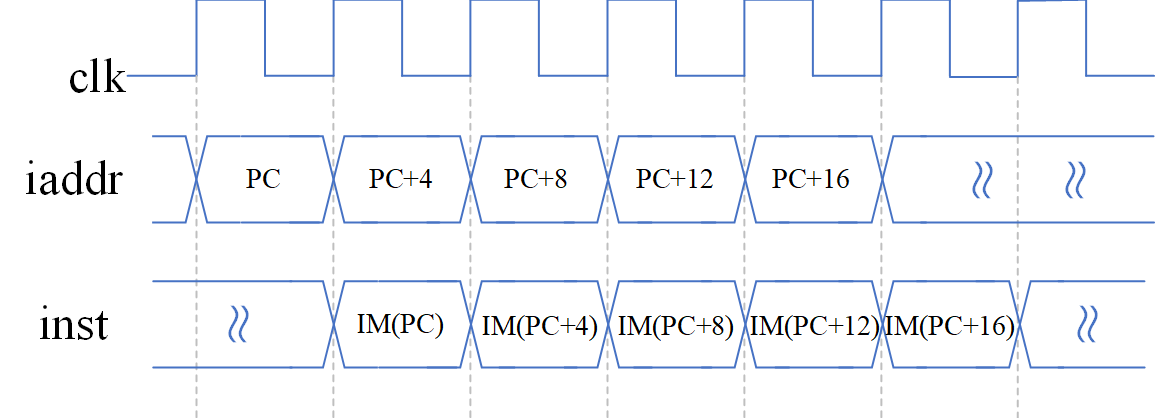 clk
iaddr PC PC+4 PC+8 PC+12 PC+16
inst IM(PC) IM(PC+4) IM(PC+8) IM(PC+12) IM(PC+16)